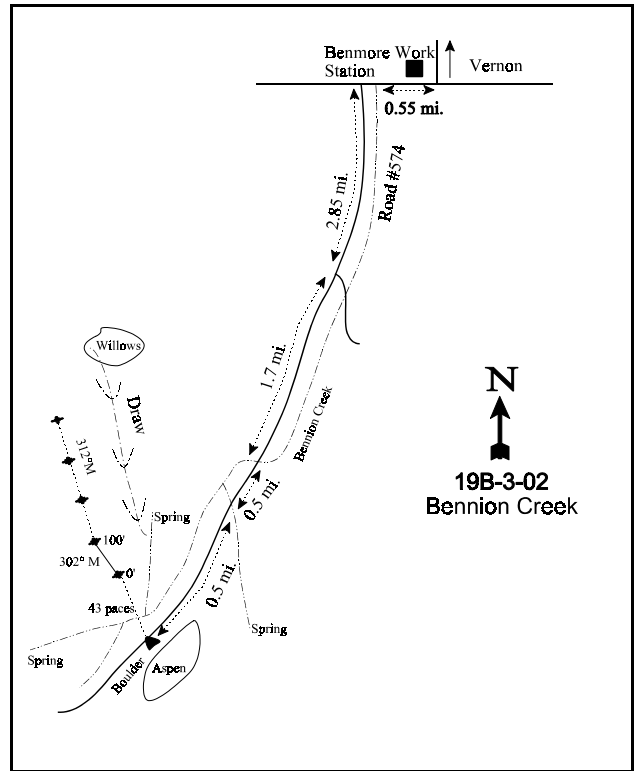 Benmore Work
Station
Vernon
0.55 mi.
Road #574
2.85 mi.
Willows
1.7 mi.
Draw
N
312°M
Bennion Creek
19B-3-02
Bennion Creek
0.5 mi.
Spring
100'
302° M
0'
0.5 mi.
43 paces
Spring
Spring
Boulder
Aspen